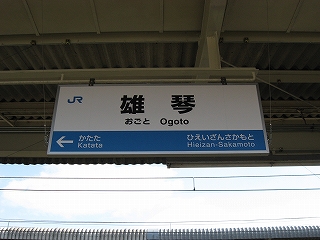 JR
雄琴
おごと Ogoto
← かたた ひえいざんさかもと
Katata Hieizan-Sakamoto